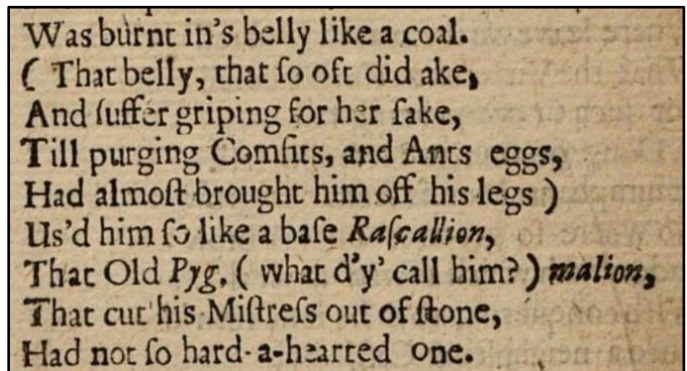 Was burnt in's belly like a coal.
( That belly, that ſo oft did ake,
And ſuffer griping for her ſake,
Till purging Comfits, and Ants eggs,
Had almoſt brought him off his legs )
Us'd him ſo like a baſe Raſcallion,
That Old Pyg, ( what d'y' call him? ) malion,
That cut his Miſtreſs out of ſtone,
Had not ſo hard-a-hearted one.